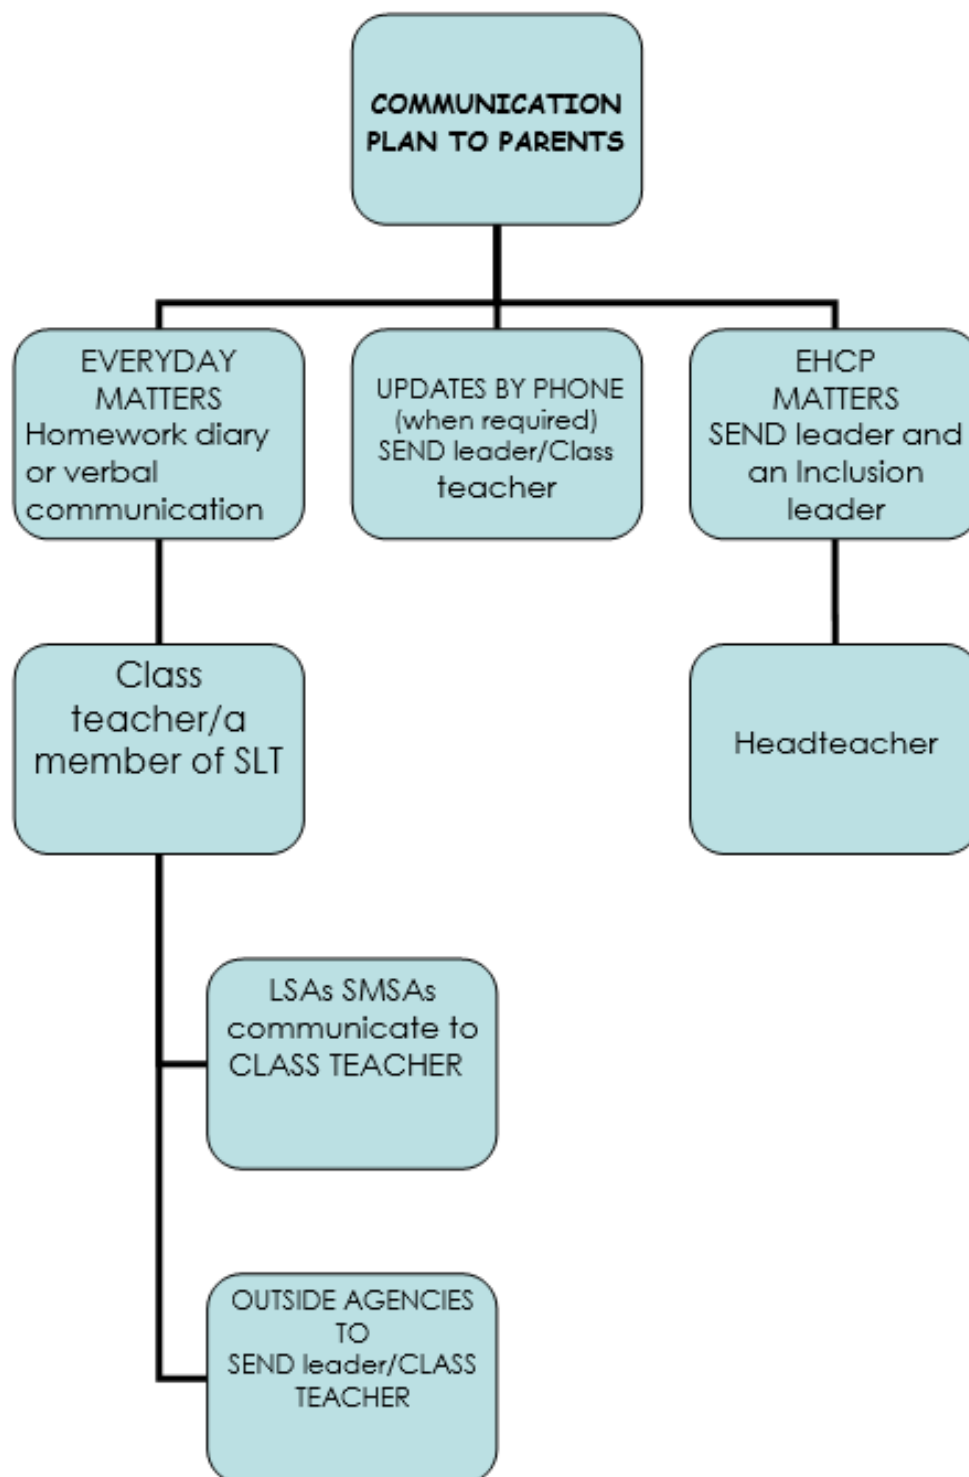 COMMUNICATION
PLAN TO PARENTS
EVERYDAY
MATTERS
Homework diary
or verbal
communication
UPDATES BY PHONE
(when required)
SEND leader/Class
teacher
EHCP
MATTERS
SEND leader and
an Inclusion
leader
Class
teacher/a
member of SLT
Headteacher
LSAs SMSAs
communicate to
CLASS TEACHER
OUTSIDE AGENCIES
TO
SEND leader/CLASS
TEACHER